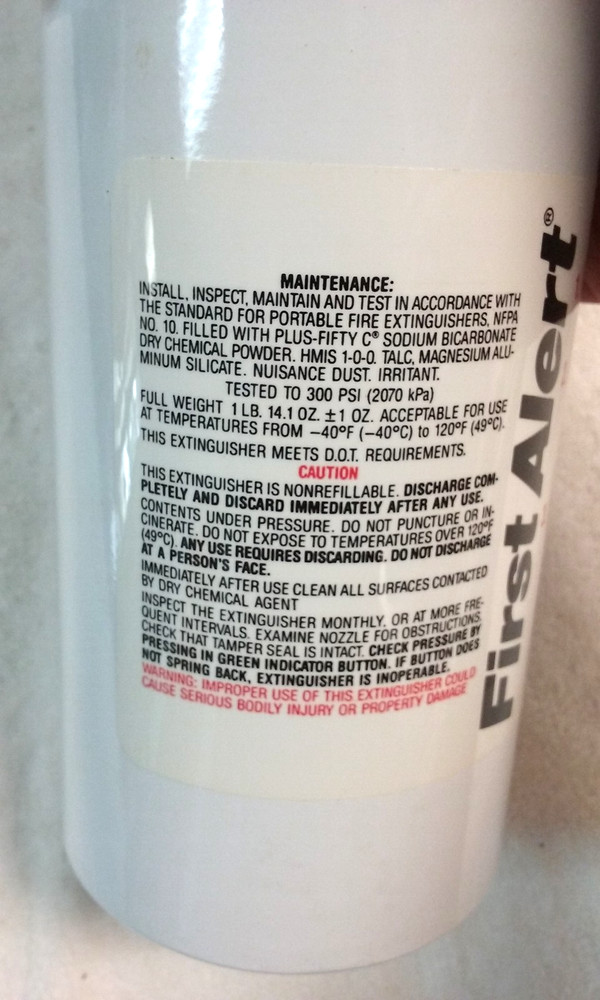 MAINTENANCE:
INSTALL, INSPECT, MAINTAIN AND TEST IN ACCORDANCE WITH
THE STANDARD FOR PORTABLE FIRE EXTINGUISHERS, NFPA
NO. 10. FILLED WITH PLUS-FIFTY C® SODIUM BICARBONATE
DRY CHEMICAL POWDER. HMIS 1-0-0. TALC, MAGNESIUM ALU-
MINUM SILICATE. NUISANCE DUST. IRRITANT.
TESTED TO 300 PSI (2070 kPa)
FULL WEIGHT 1 LB. 14.1 OZ. ±1 OZ. ACCEPTABLE FOR USE
AT TEMPERATURES FROM –40°F (–40°C) to 120°F (49°C).
THIS EXTINGUISHER MEETS D.O.T. REQUIREMENTS.
CAUTION
THIS EXTINGUISHER IS NONREFILLABLE. DISCHARGE COM-
PLETELY AND DISCARD IMMEDIATELY AFTER ANY USE.
CONTENTS UNDER PRESSURE. DO NOT PUNCTURE OR IN-
CINERATE. DO NOT EXPOSE TO TEMPERATURES OVER 120°F
(49°C). ANY USE REQUIRES DISCARDING. DO NOT DISCHARGE
AT A PERSON'S FACE.
IMMEDIATELY AFTER USE CLEAN ALL SURFACES CONTACTED
BY DRY CHEMICAL AGENT
INSPECT THE EXTINGUISHER MONTHLY, OR AT MORE FRE-
QUENT INTERVALS. EXAMINE NOZZLE FOR OBSTRUCTIONS.
CHECK THAT TAMPER SEAL IS INTACT. CHECK PRESSURE BY
PRESSING IN GREEN INDICATOR BUTTON. IF BUTTON DOES
NOT SPRING BACK, EXTINGUISHER IS INOPERABLE.
WARNING: IMPROPER USE OF THIS EXTINGUISHER COULD
CAUSE SERIOUS BODILY INJURY OR PROPERTY DAMAGE
First Alert®